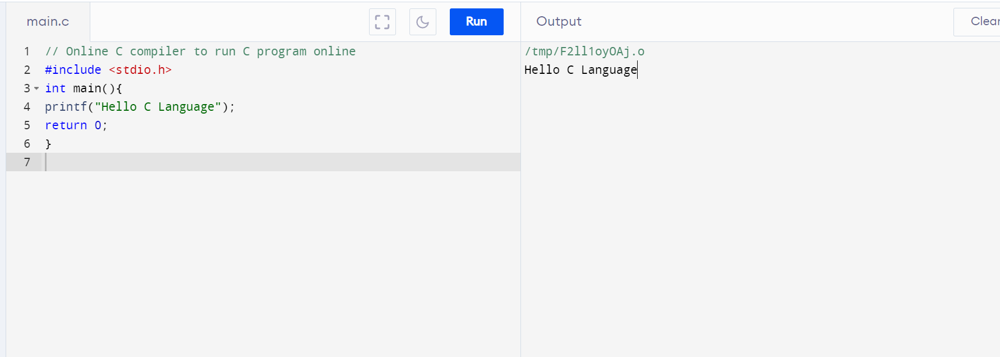 main.c
Run
Output
Clear
1 // Online C compiler to run C program online
2 #include <stdio.h>
3 int main(){
4 printf("Hello C Language");
5 return 0;
6 }
7
/tmp/F2ll1oyOAj.o
Hello C Language